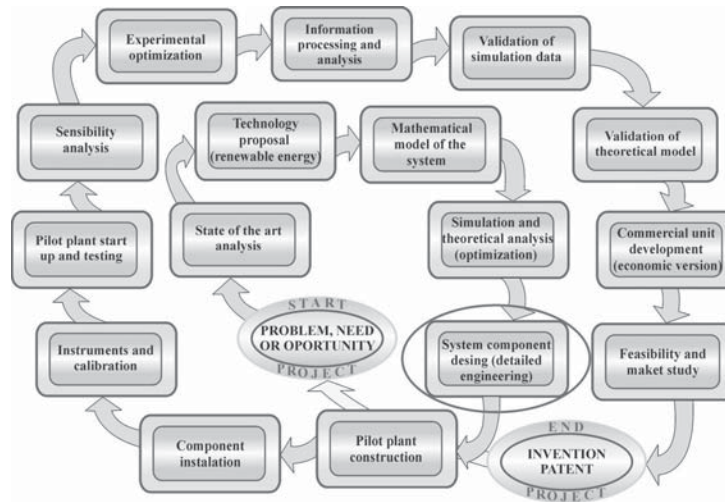 START
PROBLEM, NEED
OR OPORTUNITY
PROJECT
State of the art
analysis
Technology
proposal
(renewable energy)
Mathematical
model of the
system
Simulation and
theoretical analysis
(optimization)
System component
desing (detailed
engineering)
Pilot plant
construction
Component
instalation
Instruments and
calibration
Pilot plant start
up and testing
Sensibility
analysis
Experimental
optimization
Information
processing and
analysis
Validation of
simulation data
Validation of
theoretical model
Commercial unit
development
(economic version)
Feasibility and
maket study
END
INVENTION
PATENT
PROJECT